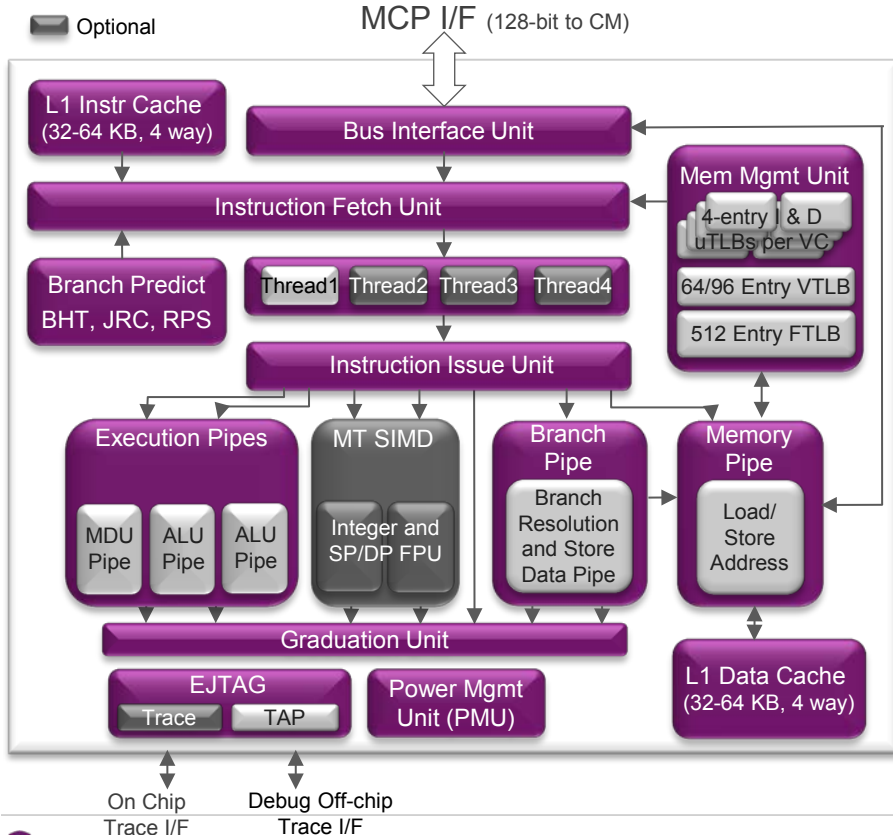 Optional
MCP I/F (128-bit to CM)
L1 Instr Cache
(32-64 KB, 4 way)
Bus Interface Unit
Mem Mgmt Unit
4-entry I & D
uTLBs per VC
64/96 Entry VTLB
512 Entry FTLB
Instruction Fetch Unit
Branch Predict
BHT, JRC, RPS
Thread1 Thread2 Thread3 Thread4
Instruction Issue Unit
Execution Pipes
MDU
Pipe
ALU
Pipe
ALU
Pipe
MT SIMD
Integer and
SP/DP FPU
Branch
Pipe
Branch
Resolution
and Store
Data Pipe
Memory
Pipe
Load/
Store
Address
Graduation Unit
EJTAG
Trace TAP
Power Mgmt
Unit (PMU)
L1 Data Cache
(32-64 KB, 4 way)
On Chip
Trace I/F
Debug Off-chip
Trace I/F